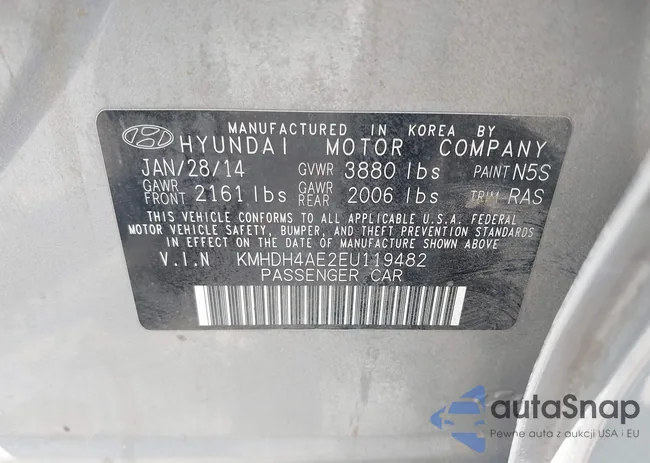 MANUFACTURED IN KOREA BY
HYUNDAI MOTOR COMPANY
JAN/28/14 GVWR 3880 lbs PAINT N5S
GAWR FRONT 2161 lbs GAWR REAR 2006 lbs TRIM RAS
THIS VEHICLE CONFORMS TO ALL APPLICABLE U.S.A. FEDERAL
MOTOR VEHICLE SAFETY, BUMPER, AND THEFT PREVENTION STANDARDS
IN EFFECT ON THE DATE OF MANUFACTURE SHOWN ABOVE
V.I.N KMHDH4AE2EU119482
PASSENGER CAR
autaSnap
Pewne auta z aukcji USA i EU